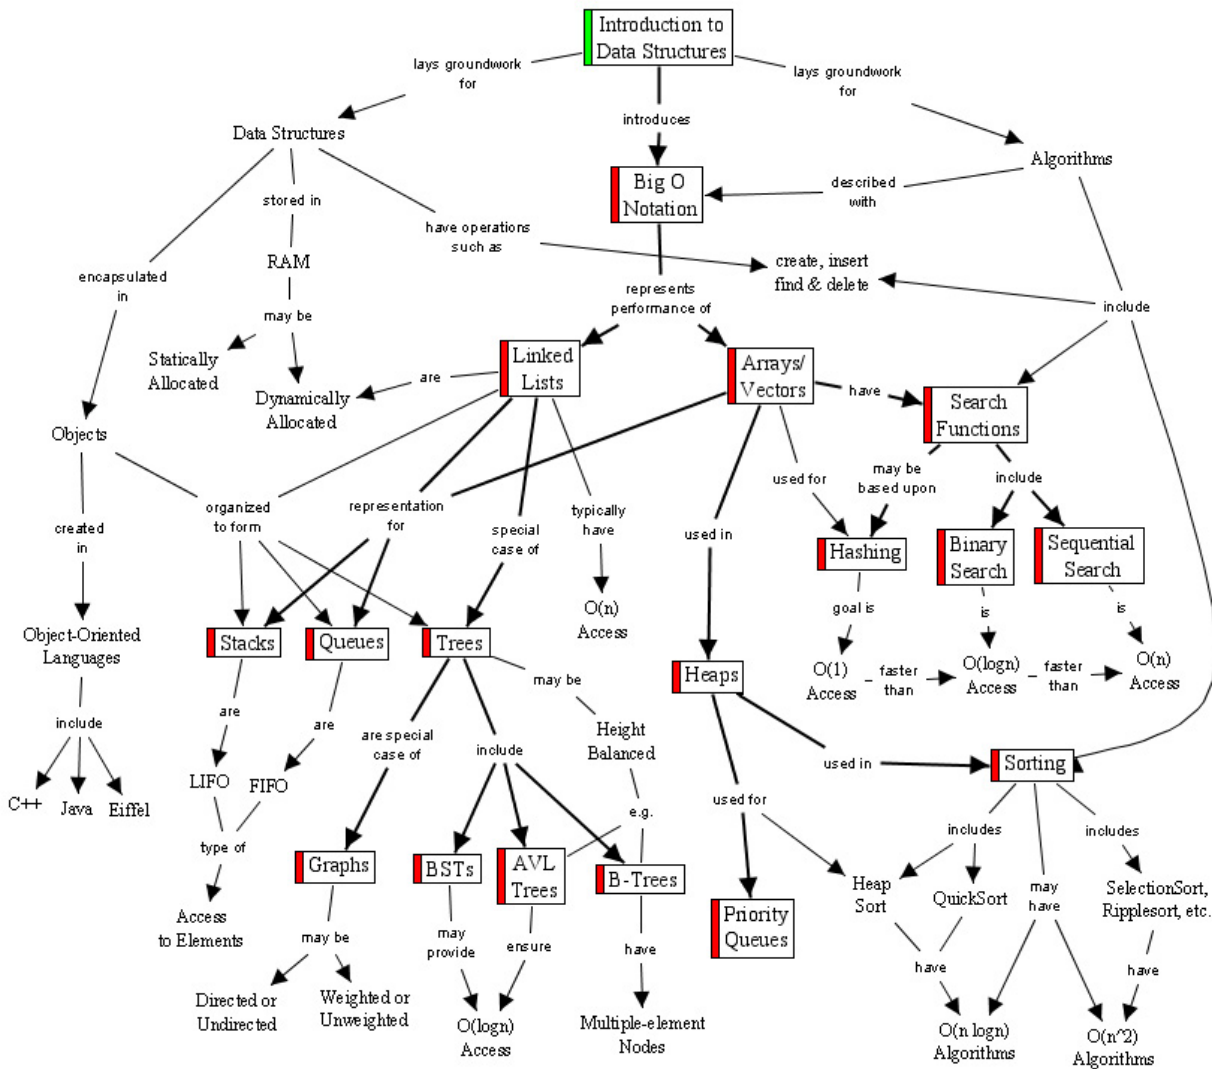 Introduction to
Data Structures
lays groundwork
for
lays groundwork
for
introduces
Data Structures
Algorithms
Big O
Notation
described
with
stored in
have operations
such as
create, insert
find & delete
encapsulated
in
RAM
include
represents
performance of
may be
Statically
Allocated
Dynamically
Allocated
are
Linked
Lists
Arrays/
Vectors
have
Search
Functions
Objects
organized
to form
representation
for
special
case of
typically
have
used for
may be
based upon
include
created
in
used in
Hashing
Binary
Search
Sequential
Search
O(n)
Access
goal is
is
is
Object-Oriented
Languages
Stacks
Queues
Trees
Heaps
O(1)
Access
faster
than
O(logn)
Access
faster
than
O(n)
Access
include
are
are
are special
case of
include
may be
Height
Balanced
used in
Sorting
C++
Java
Eiffel
LIFO
FIFO
e.g.
used for
includes
includes
type of
Graphs
BSTs
AVL
Trees
B-Trees
Heap
Sort
QuickSort
may
have
SelectionSort,
Ripplesort, etc.
Access
to Elements
Priority
Queues
may be
may
provide
ensure
have
have
have
Directed or
Undirected
Weighted or
Unweighted
O(logn)
Access
Multiple-element
Nodes
O(n logn)
Algorithms
O(n^2)
Algorithms